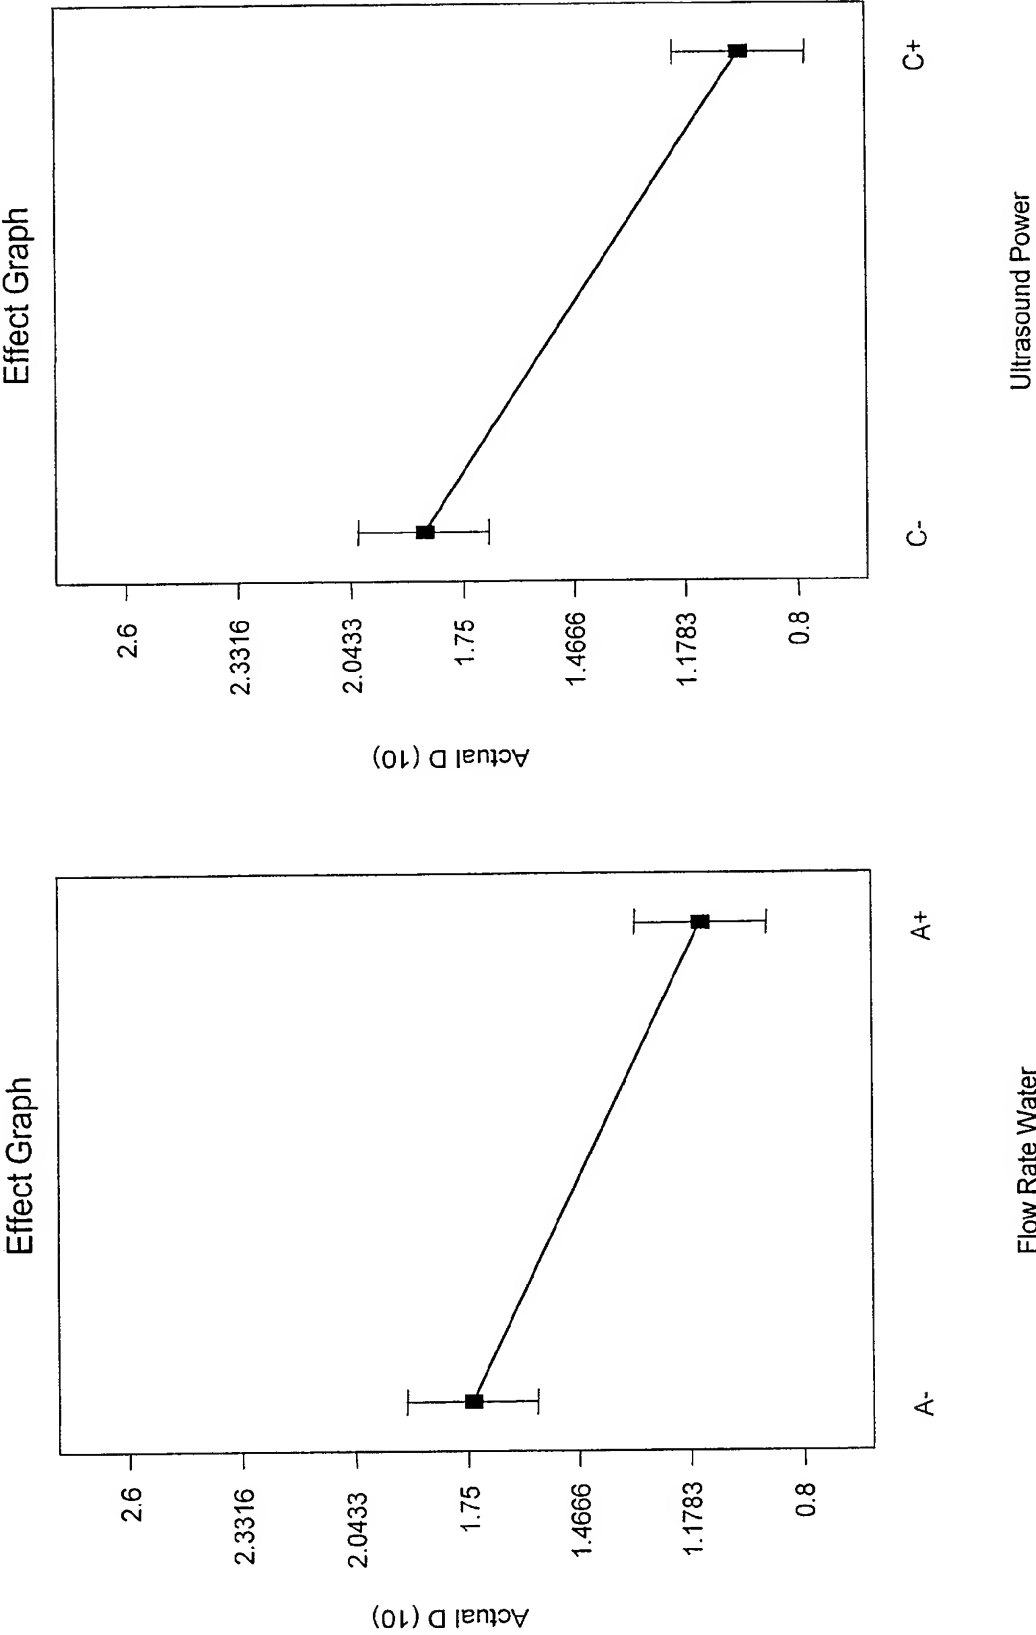 Effect Graph
Actual D (10)
2.6
2.3316
2.0433
1.75
1.4666
1.1783
0.8
A-
A+
Flow Rate Water
Effect Graph
Actual D (10)
2.6
2.3316
2.0433
1.75
1.4666
1.1783
0.8
C-
C+
Ultrasound Power